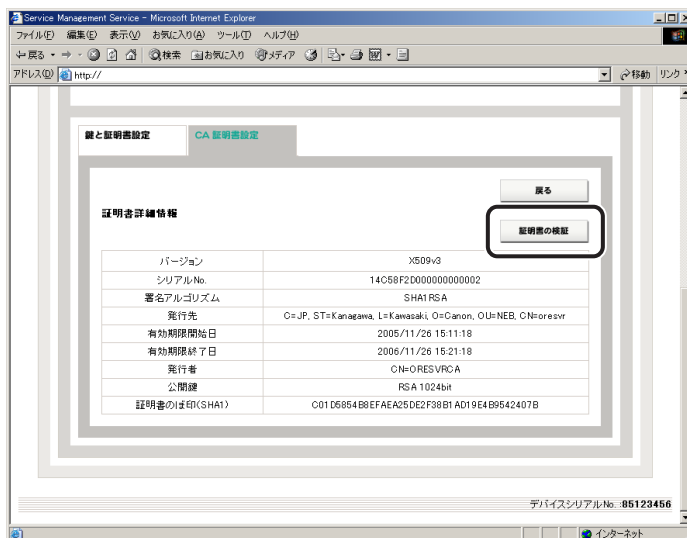 Service Management Service - Microsoft Internet Explorer
ファイル(F) 編集(E) 表示(V) お気に入り(A) ツール(T) ヘルプ(H)
戻る 検索 お気に入り メディア
アドレス(D) http:// 移動 リンク
鍵と証明書設定 CA 証明書設定
戻る
証明書詳細情報
証明書の検証
バージョン X509v3
シリアルNo. 14C58F2D000000000002
署名アルゴリズム SHA1RSA
発行先 C=JP, ST=Kanagawa, L=Kawasaki, O=Canon, OU=NEB, CN=oresvr
有効期限開始日 2005/11/26 15:11:18
有効期限終了日 2006/11/26 15:21:18
発行者 CN=ORESVRCA
公開鍵 RSA 1024bit
証明書のぼ印(SHA1) C01D5854B8EFAEA25DE2F38B1AD19E4B9542407B
デバイスシリアルNo. :85123456
インターネット